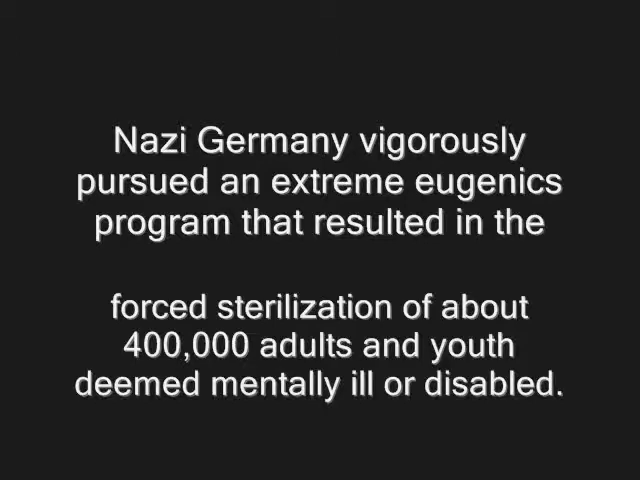 Nazi Germany vigorously
pursued an extreme eugenics
program that resulted in the
forced sterilization of about
400,000 adults and youth
deemed mentally ill or disabled.